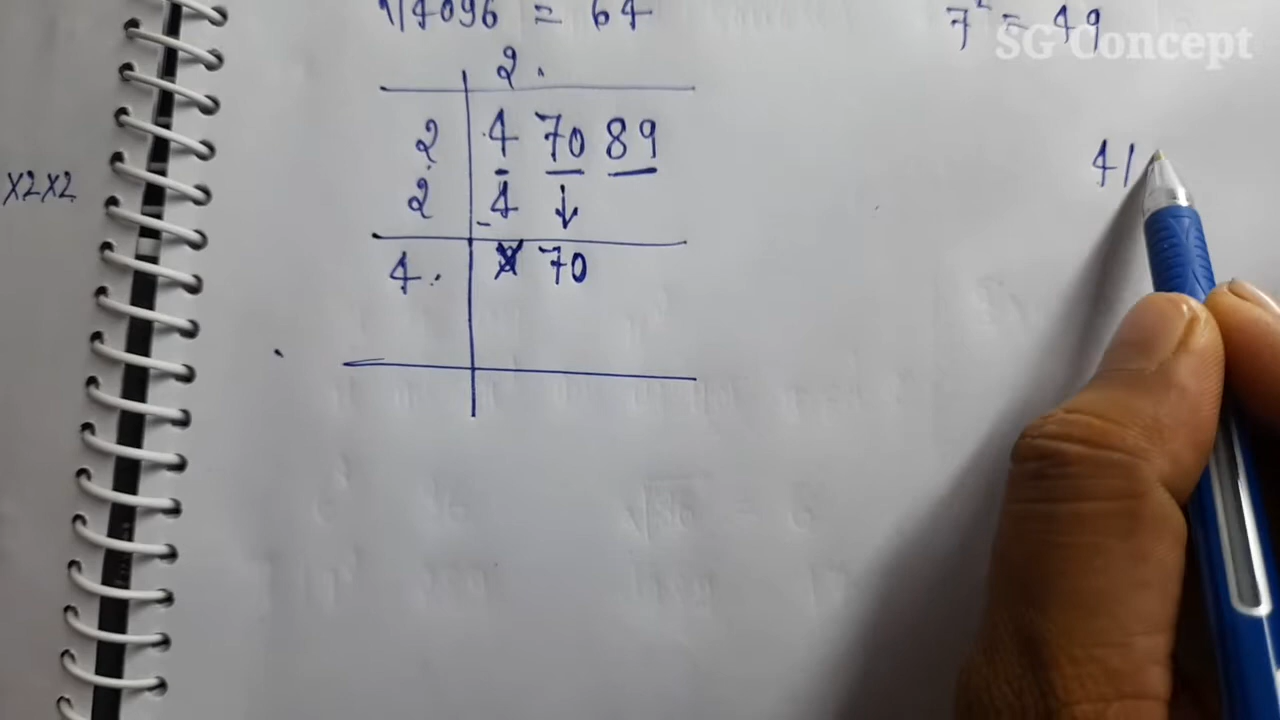 √4096 = 64
7² = 49
SG Concept
2.
2 4 70 89
x2x2
2 - 4 ↓
4. 70
41